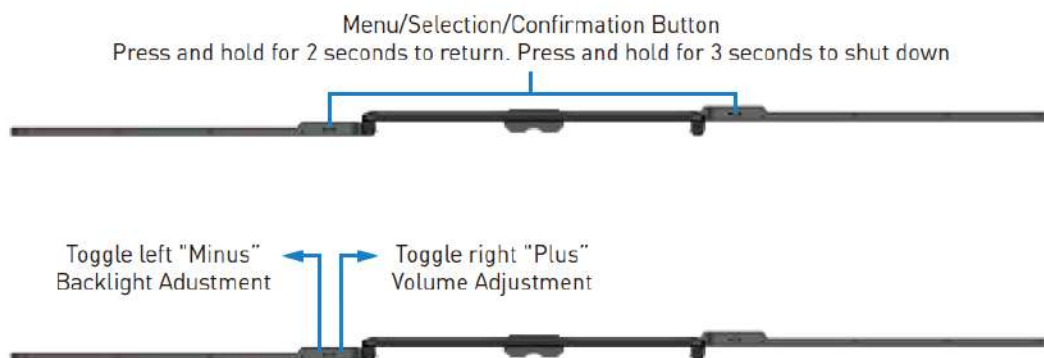 Menu/Selection/Confirmation Button
Press and hold for 2 seconds to return. Press and hold for 3 seconds to shut down
Toggle left "Minus"
Backlight Adustment
Toggle right "Plus"
Volume Adjustment